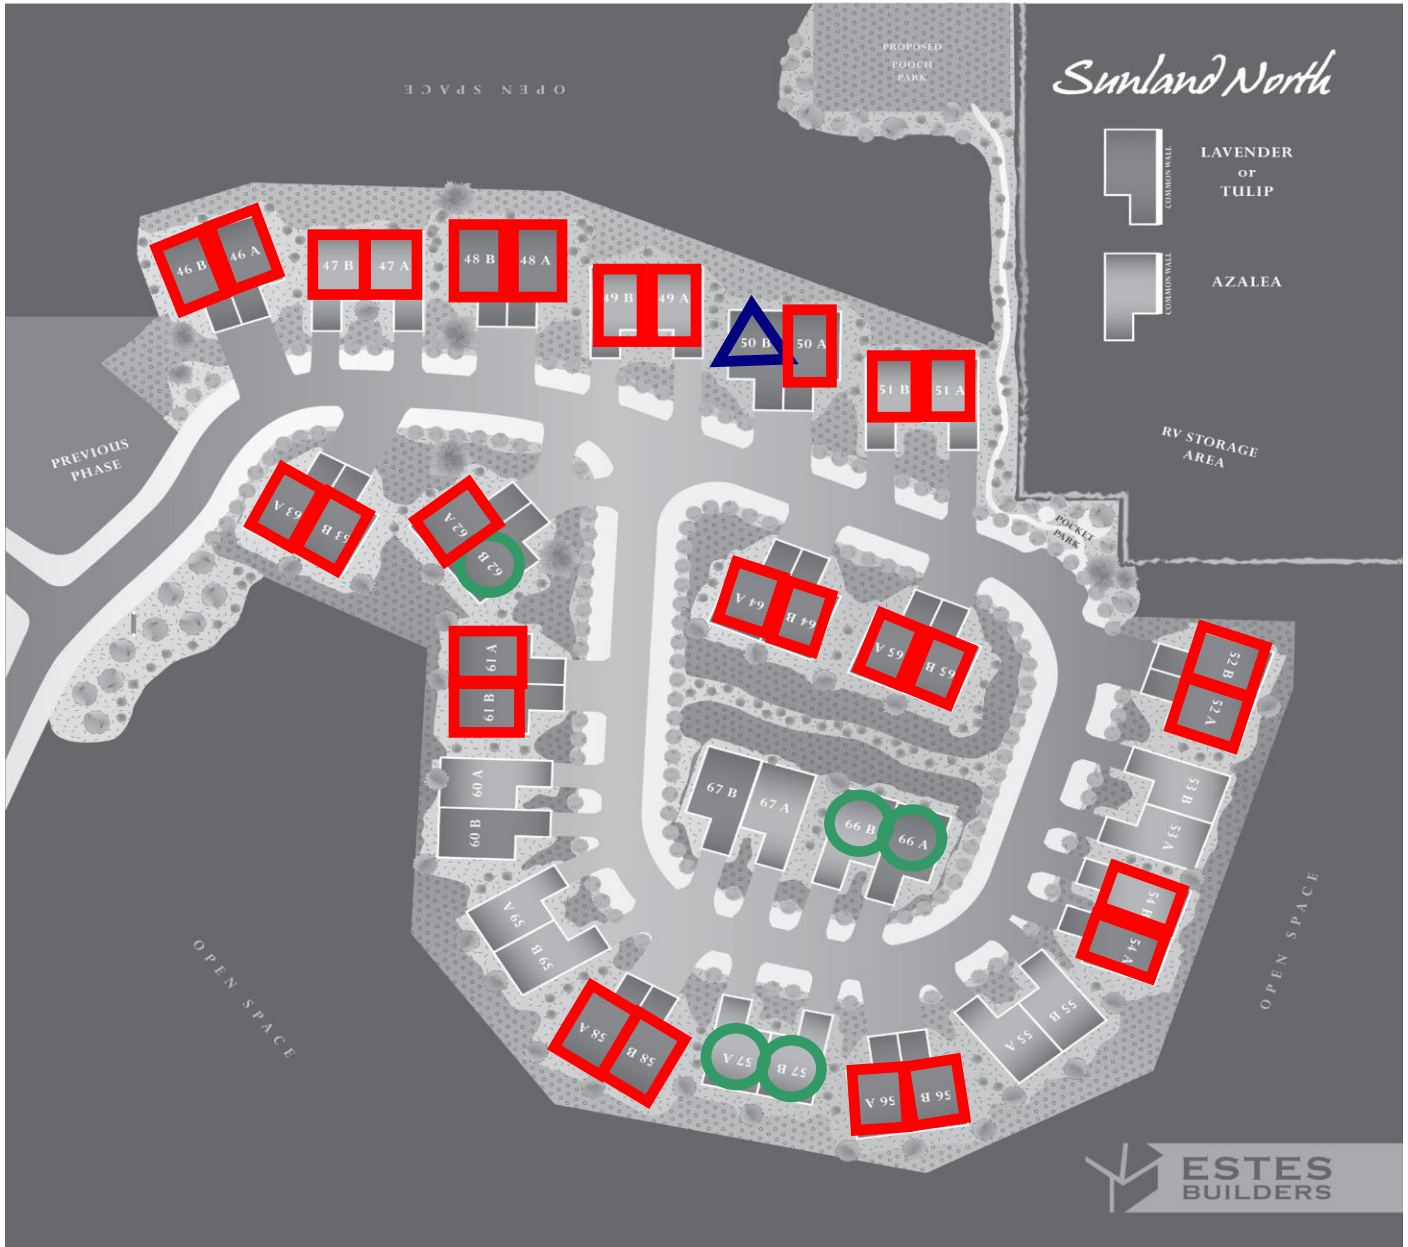 PROPOSED
POOCH
PARK
Sunland North
OPEN SPACE
COMMON WALL
LAVENDER
or
TULIP
COMMON WALL
AZALEA
46 B
46 A
47 B
47 A
48 B
48 A
49 B
49 A
50 B
50 A
51 B
51 A
PREVIOUS
PHASE
RV STORAGE
AREA
POCKET
PARK
63 A
63 B
62 A
62 B
64 A
64 B
65 A
65 B
61 A
61 B
52 B
52 A
60 A
60 B
67 B
67 A
66 B
66 A
53 B
53 A
54 B
54 A
59 A
59 B
55 B
55 A
58 A
58 B
57 A
57 B
56 A
56 B
OPEN SPACE
OPEN SPACE
ESTES
BUILDERS